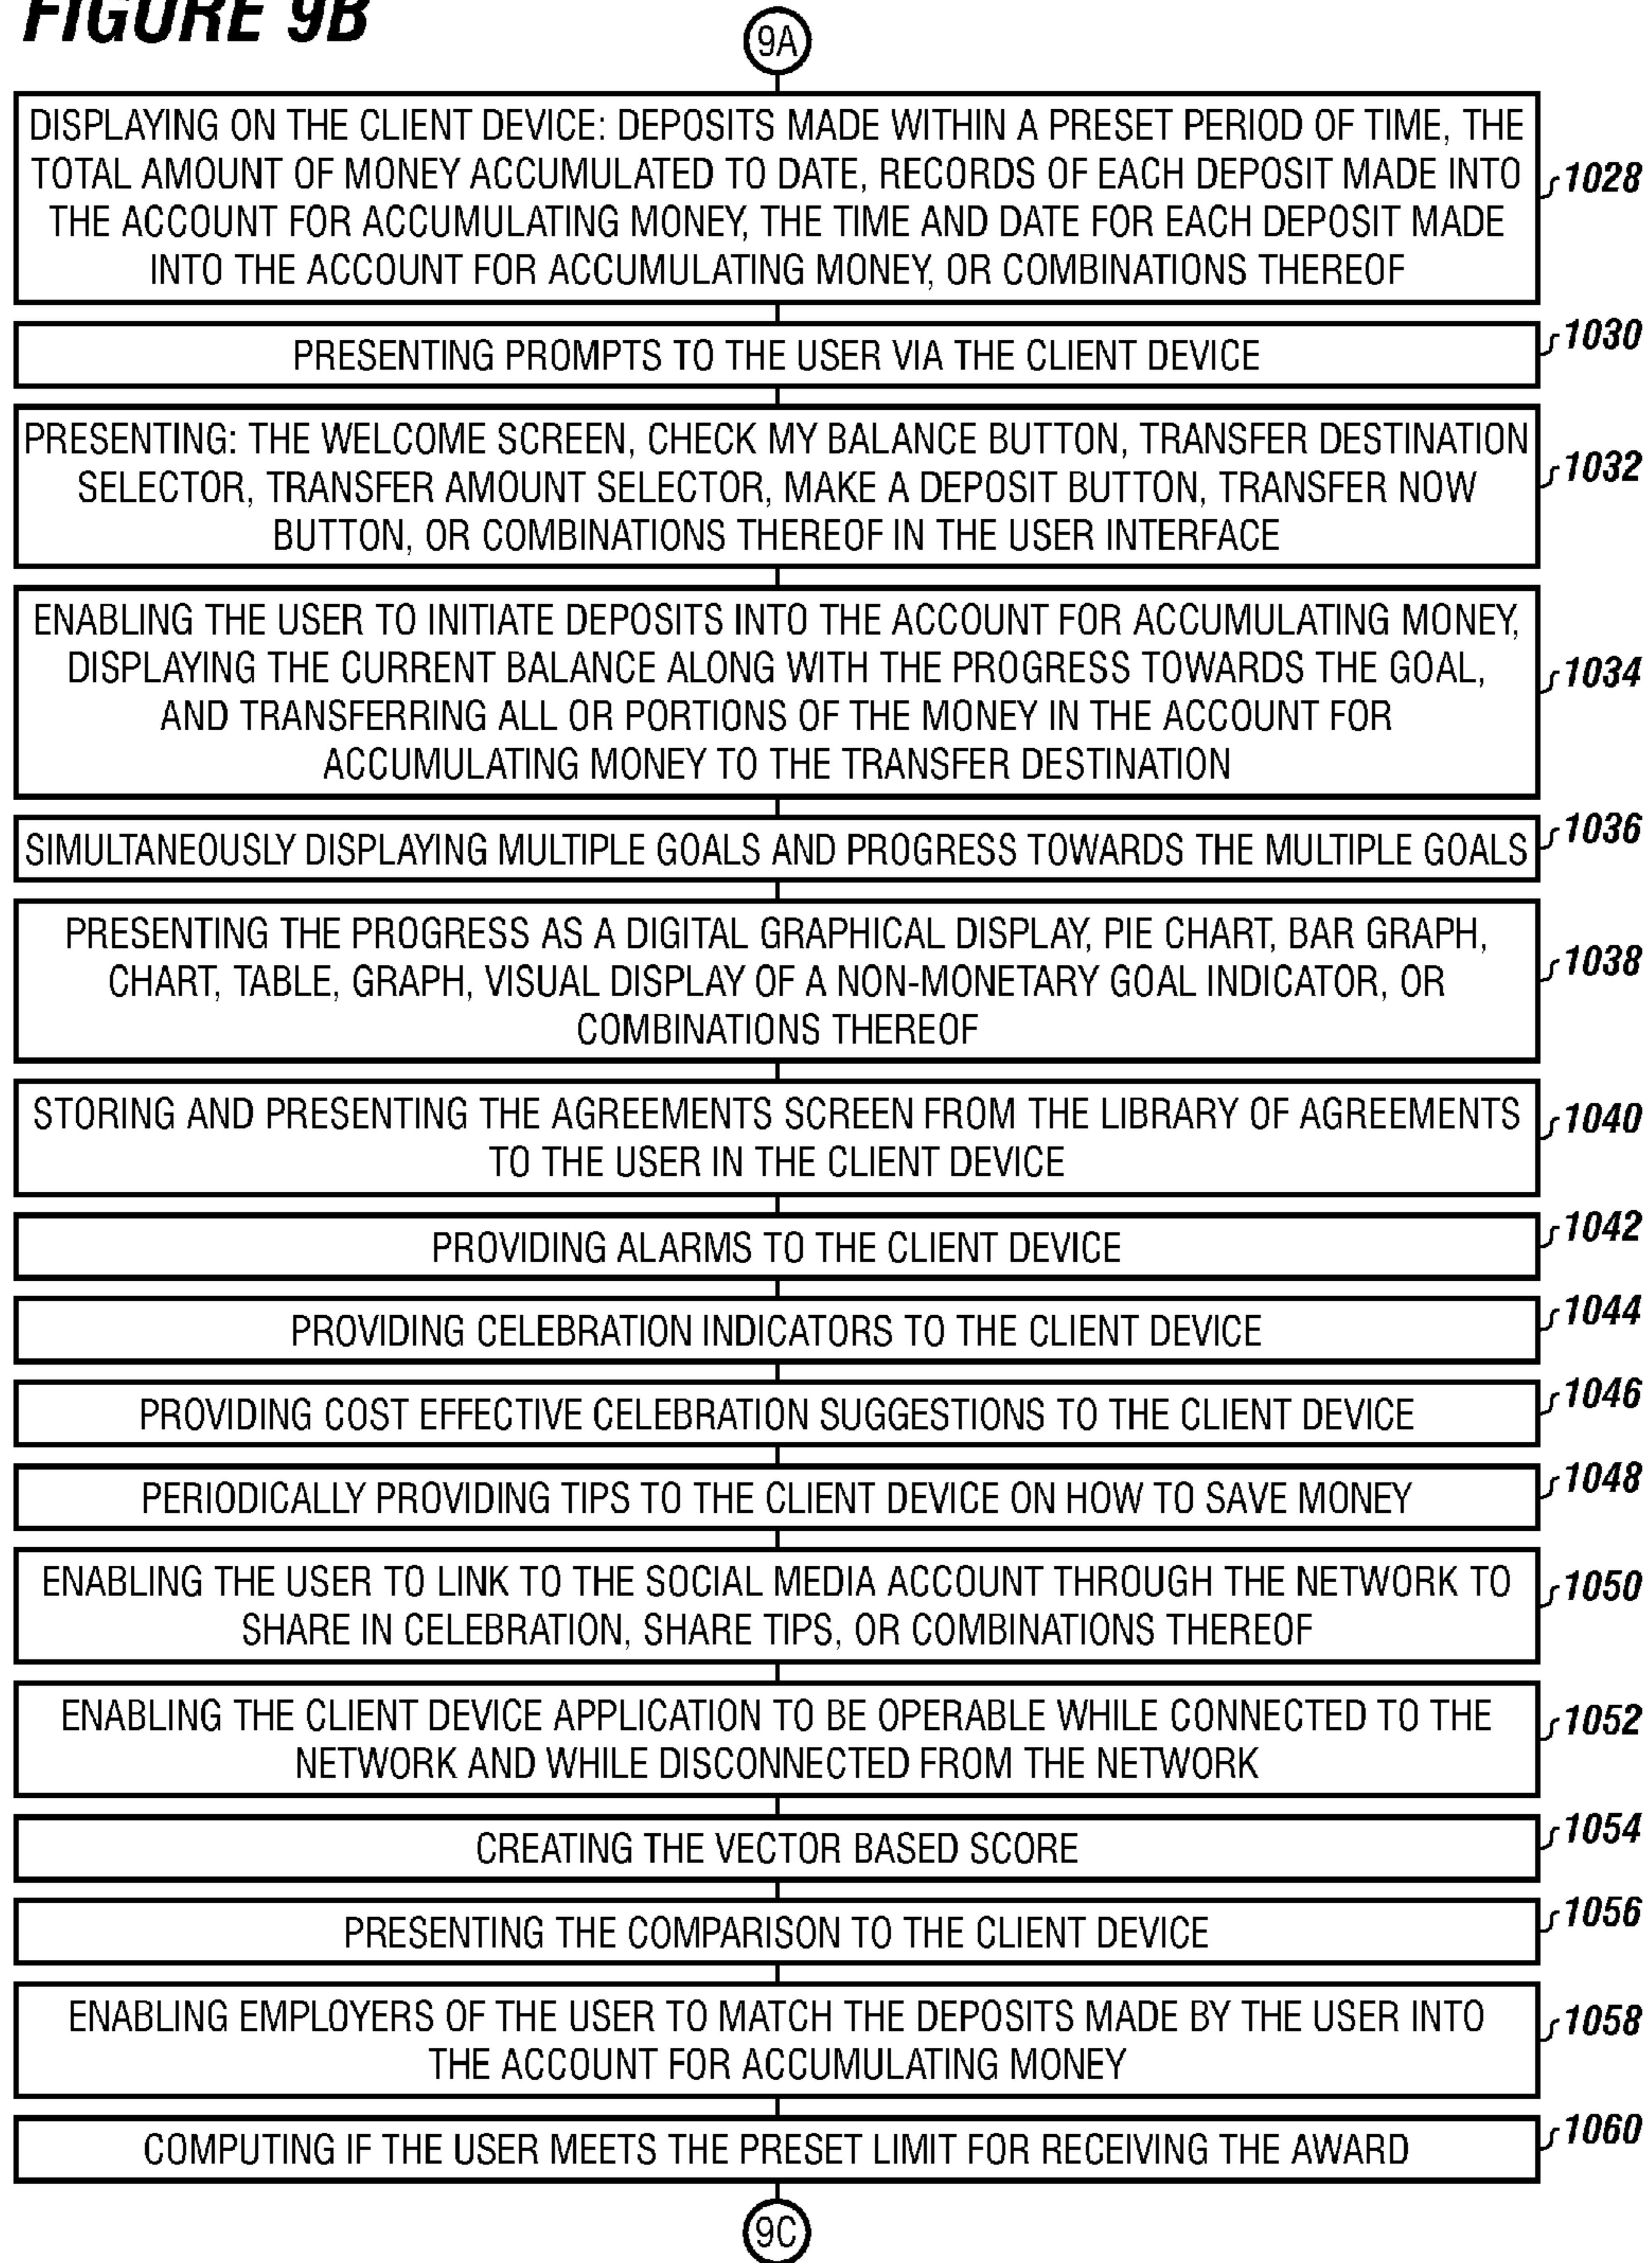 FIGURE 9B
9A
DISPLAYING ON THE CLIENT DEVICE: DEPOSITS MADE WITHIN A PRESET PERIOD OF TIME, THE
TOTAL AMOUNT OF MONEY ACCUMULATED TO DATE, RECORDS OF EACH DEPOSIT MADE INTO
THE ACCOUNT FOR ACCUMULATING MONEY, THE TIME AND DATE FOR EACH DEPOSIT MADE
INTO THE ACCOUNT FOR ACCUMULATING MONEY, OR COMBINATIONS THEREOF
1028
PRESENTING PROMPTS TO THE USER VIA THE CLIENT DEVICE
1030
PRESENTING: THE WELCOME SCREEN, CHECK MY BALANCE BUTTON, TRANSFER DESTINATION
SELECTOR, TRANSFER AMOUNT SELECTOR, MAKE A DEPOSIT BUTTON, TRANSFER NOW
BUTTON, OR COMBINATIONS THEREOF IN THE USER INTERFACE
1032
ENABLING THE USER TO INITIATE DEPOSITS INTO THE ACCOUNT FOR ACCUMULATING MONEY,
DISPLAYING THE CURRENT BALANCE ALONG WITH THE PROGRESS TOWARDS THE GOAL,
AND TRANSFERRING ALL OR PORTIONS OF THE MONEY IN THE ACCOUNT FOR
ACCUMULATING MONEY TO THE TRANSFER DESTINATION
1034
SIMULTANEOUSLY DISPLAYING MULTIPLE GOALS AND PROGRESS TOWARDS THE MULTIPLE GOALS
1036
PRESENTING THE PROGRESS AS A DIGITAL GRAPHICAL DISPLAY, PIE CHART, BAR GRAPH,
CHART, TABLE, GRAPH, VISUAL DISPLAY OF A NON-MONETARY GOAL INDICATOR, OR
COMBINATIONS THEREOF
1038
STORING AND PRESENTING THE AGREEMENTS SCREEN FROM THE LIBRARY OF AGREEMENTS
TO THE USER IN THE CLIENT DEVICE
1040
PROVIDING ALARMS TO THE CLIENT DEVICE
1042
PROVIDING CELEBRATION INDICATORS TO THE CLIENT DEVICE
1044
PROVIDING COST EFFECTIVE CELEBRATION SUGGESTIONS TO THE CLIENT DEVICE
1046
PERIODICALLY PROVIDING TIPS TO THE CLIENT DEVICE ON HOW TO SAVE MONEY
1048
ENABLING THE USER TO LINK TO THE SOCIAL MEDIA ACCOUNT THROUGH THE NETWORK TO
SHARE IN CELEBRATION, SHARE TIPS, OR COMBINATIONS THEREOF
1050
ENABLING THE CLIENT DEVICE APPLICATION TO BE OPERABLE WHILE CONNECTED TO THE
NETWORK AND WHILE DISCONNECTED FROM THE NETWORK
1052
CREATING THE VECTOR BASED SCORE
1054
PRESENTING THE COMPARISON TO THE CLIENT DEVICE
1056
ENABLING EMPLOYERS OF THE USER TO MATCH THE DEPOSITS MADE BY THE USER INTO
THE ACCOUNT FOR ACCUMULATING MONEY
1058
COMPUTING IF THE USER MEETS THE PRESET LIMIT FOR RECEIVING THE AWARD
1060
9C